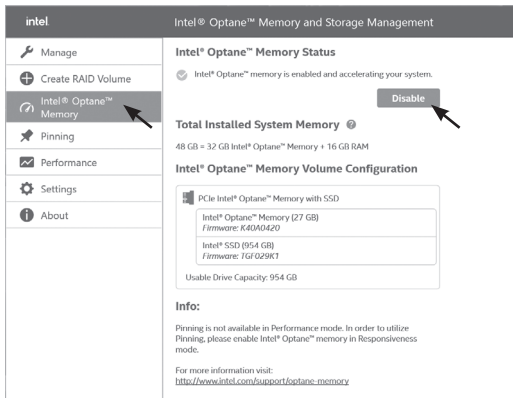 intel.
Intel® Optane™ Memory and Storage Management
Manage
Create RAID Volume
Intel® Optane™
Memory
Pinning
Performance
Settings
About
Intel® Optane™ Memory Status
Intel® Optane™ memory is enabled and accelerating your system.
Disable
Total Installed System Memory ?
48 GB = 32 GB Intel® Optane™ Memory + 16 GB RAM
Intel® Optane™ Memory Volume Configuration
PCIe Intel® Optane™ Memory with SSD
Intel® Optane™ Memory (27 GB)
Firmware: K40A0420
Intel® SSD (954 GB)
Firmware: TGF029K1
Usable Drive Capacity: 954 GB
Info:
Pinning is not available in Performance mode. In order to utilize
Pinning, please enable Intel® Optane™ memory in Responsiveness
mode.
For more information visit:
http://www.intel.com/support/optane-memory